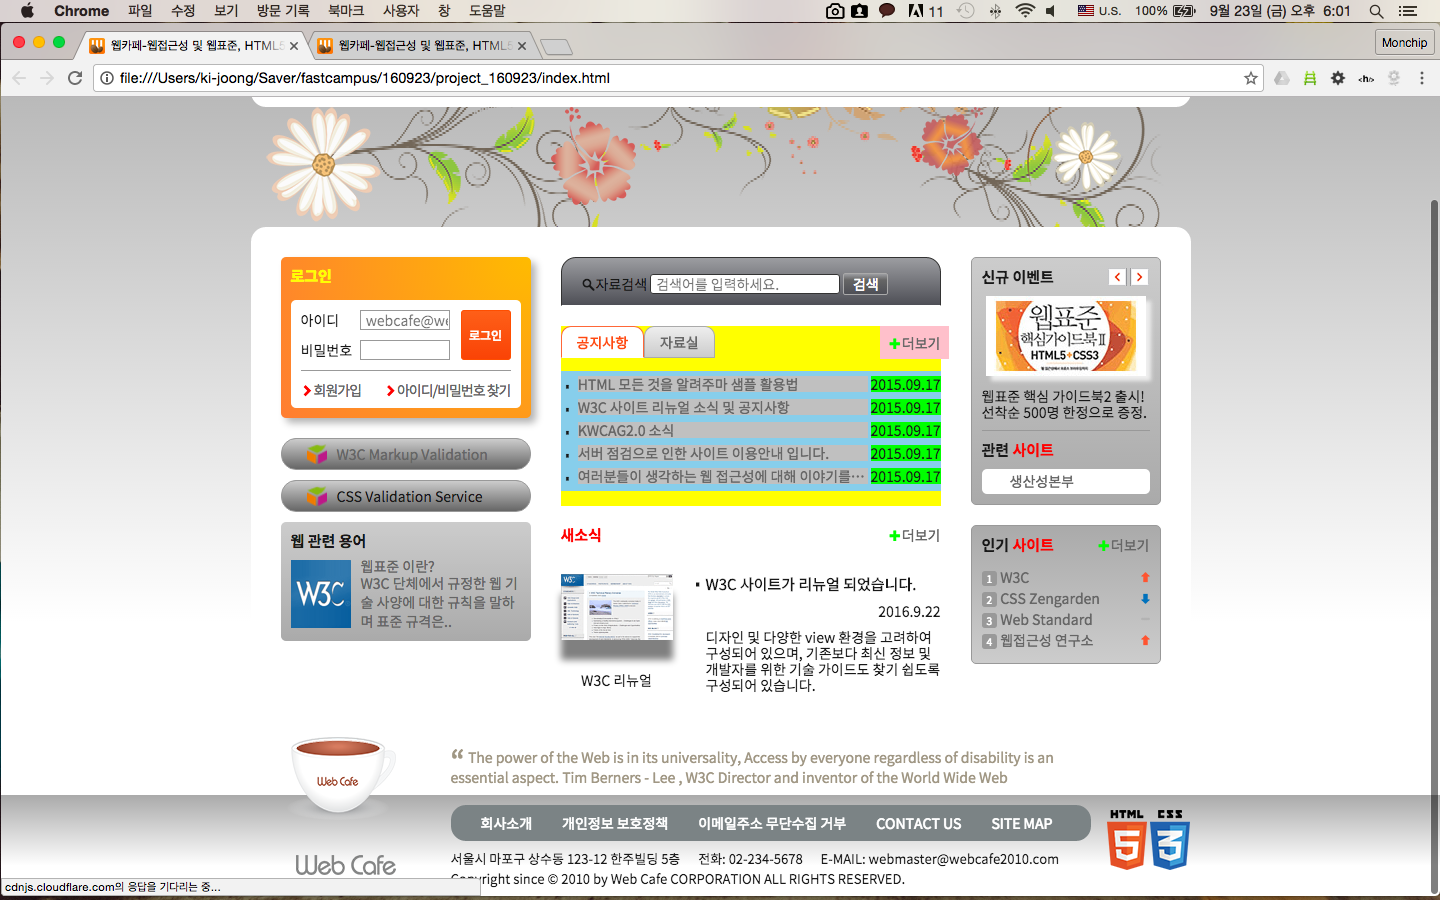 Chrome 파일 수정 보기 방문 기록 북마크 사용자 창 도움말 11 U.S. 100% 9월 23일 (금) 오후 6:01
웹카페-웹접근성 및 웹표준, HTML5 웹카페-웹접근성 및 웹표준, HTML5 Monchip
file:///Users/ki-joong/Saver/fastcampus/160923/project_160923/index.html
로그인
아이디 webcafe@we
비밀번호
로그인
회원가입 아이디/비밀번호 찾기
W3C Markup Validation
CSS Validation Service
웹 관련 용어
W3C
웹표준 이란?
W3C 단체에서 규정한 웹 기
술 사양에 대한 규칙을 말하
며 표준 규격은..
자료검색 검색어를 입력하세요. 검색
공지사항 자료실 더보기
HTML 모든 것을 알려주마 샘플 활용법 2015.09.17
W3C 사이트 리뉴얼 소식 및 공지사항 2015.09.17
KWCAG2.0 소식 2015.09.17
서버 점검으로 인한 사이트 이용안내 입니다. 2015.09.17
여러분들이 생각하는 웹 접근성에 대해 이야기를… 2015.09.17
새소식 더보기
W3C
W3C 리뉴얼
W3C 사이트가 리뉴얼 되었습니다.
2016.9.22
디자인 및 다양한 view 환경을 고려하여
구성되어 있으며, 기존보다 최신 정보 및
개발자를 위한 기술 가이드도 찾기 쉽도록
구성되어 있습니다.
신규 이벤트
웹표준
핵심가이드북Ⅱ
HTML5+CSS3
웹표준 핵심 가이드북2 출시!
선착순 500명 한정으로 증정.
관련 사이트
생산성본부
인기 사이트 더보기
1 W3C
2 CSS Zengarden
3 Web Standard
4 웹접근성 연구소
Web Cafe
“ The power of the Web is in its universality, Access by everyone regardless of disability is an
essential aspect. Tim Berners - Lee , W3C Director and inventor of the World Wide Web
회사소개 개인정보 보호정책 이메일주소 무단수집 거부 CONTACT US SITE MAP
HTML 5 CSS 3
Web Cafe
서울시 마포구 상수동 123-12 한주빌딩 5층 전화: 02-234-5678 E-MAIL: webmaster@webcafe2010.com
Copyright since © 2010 by Web Cafe CORPORATION ALL RIGHTS RESERVED.
cdnjs.cloudflare.com의 응답을 기다리는 중...